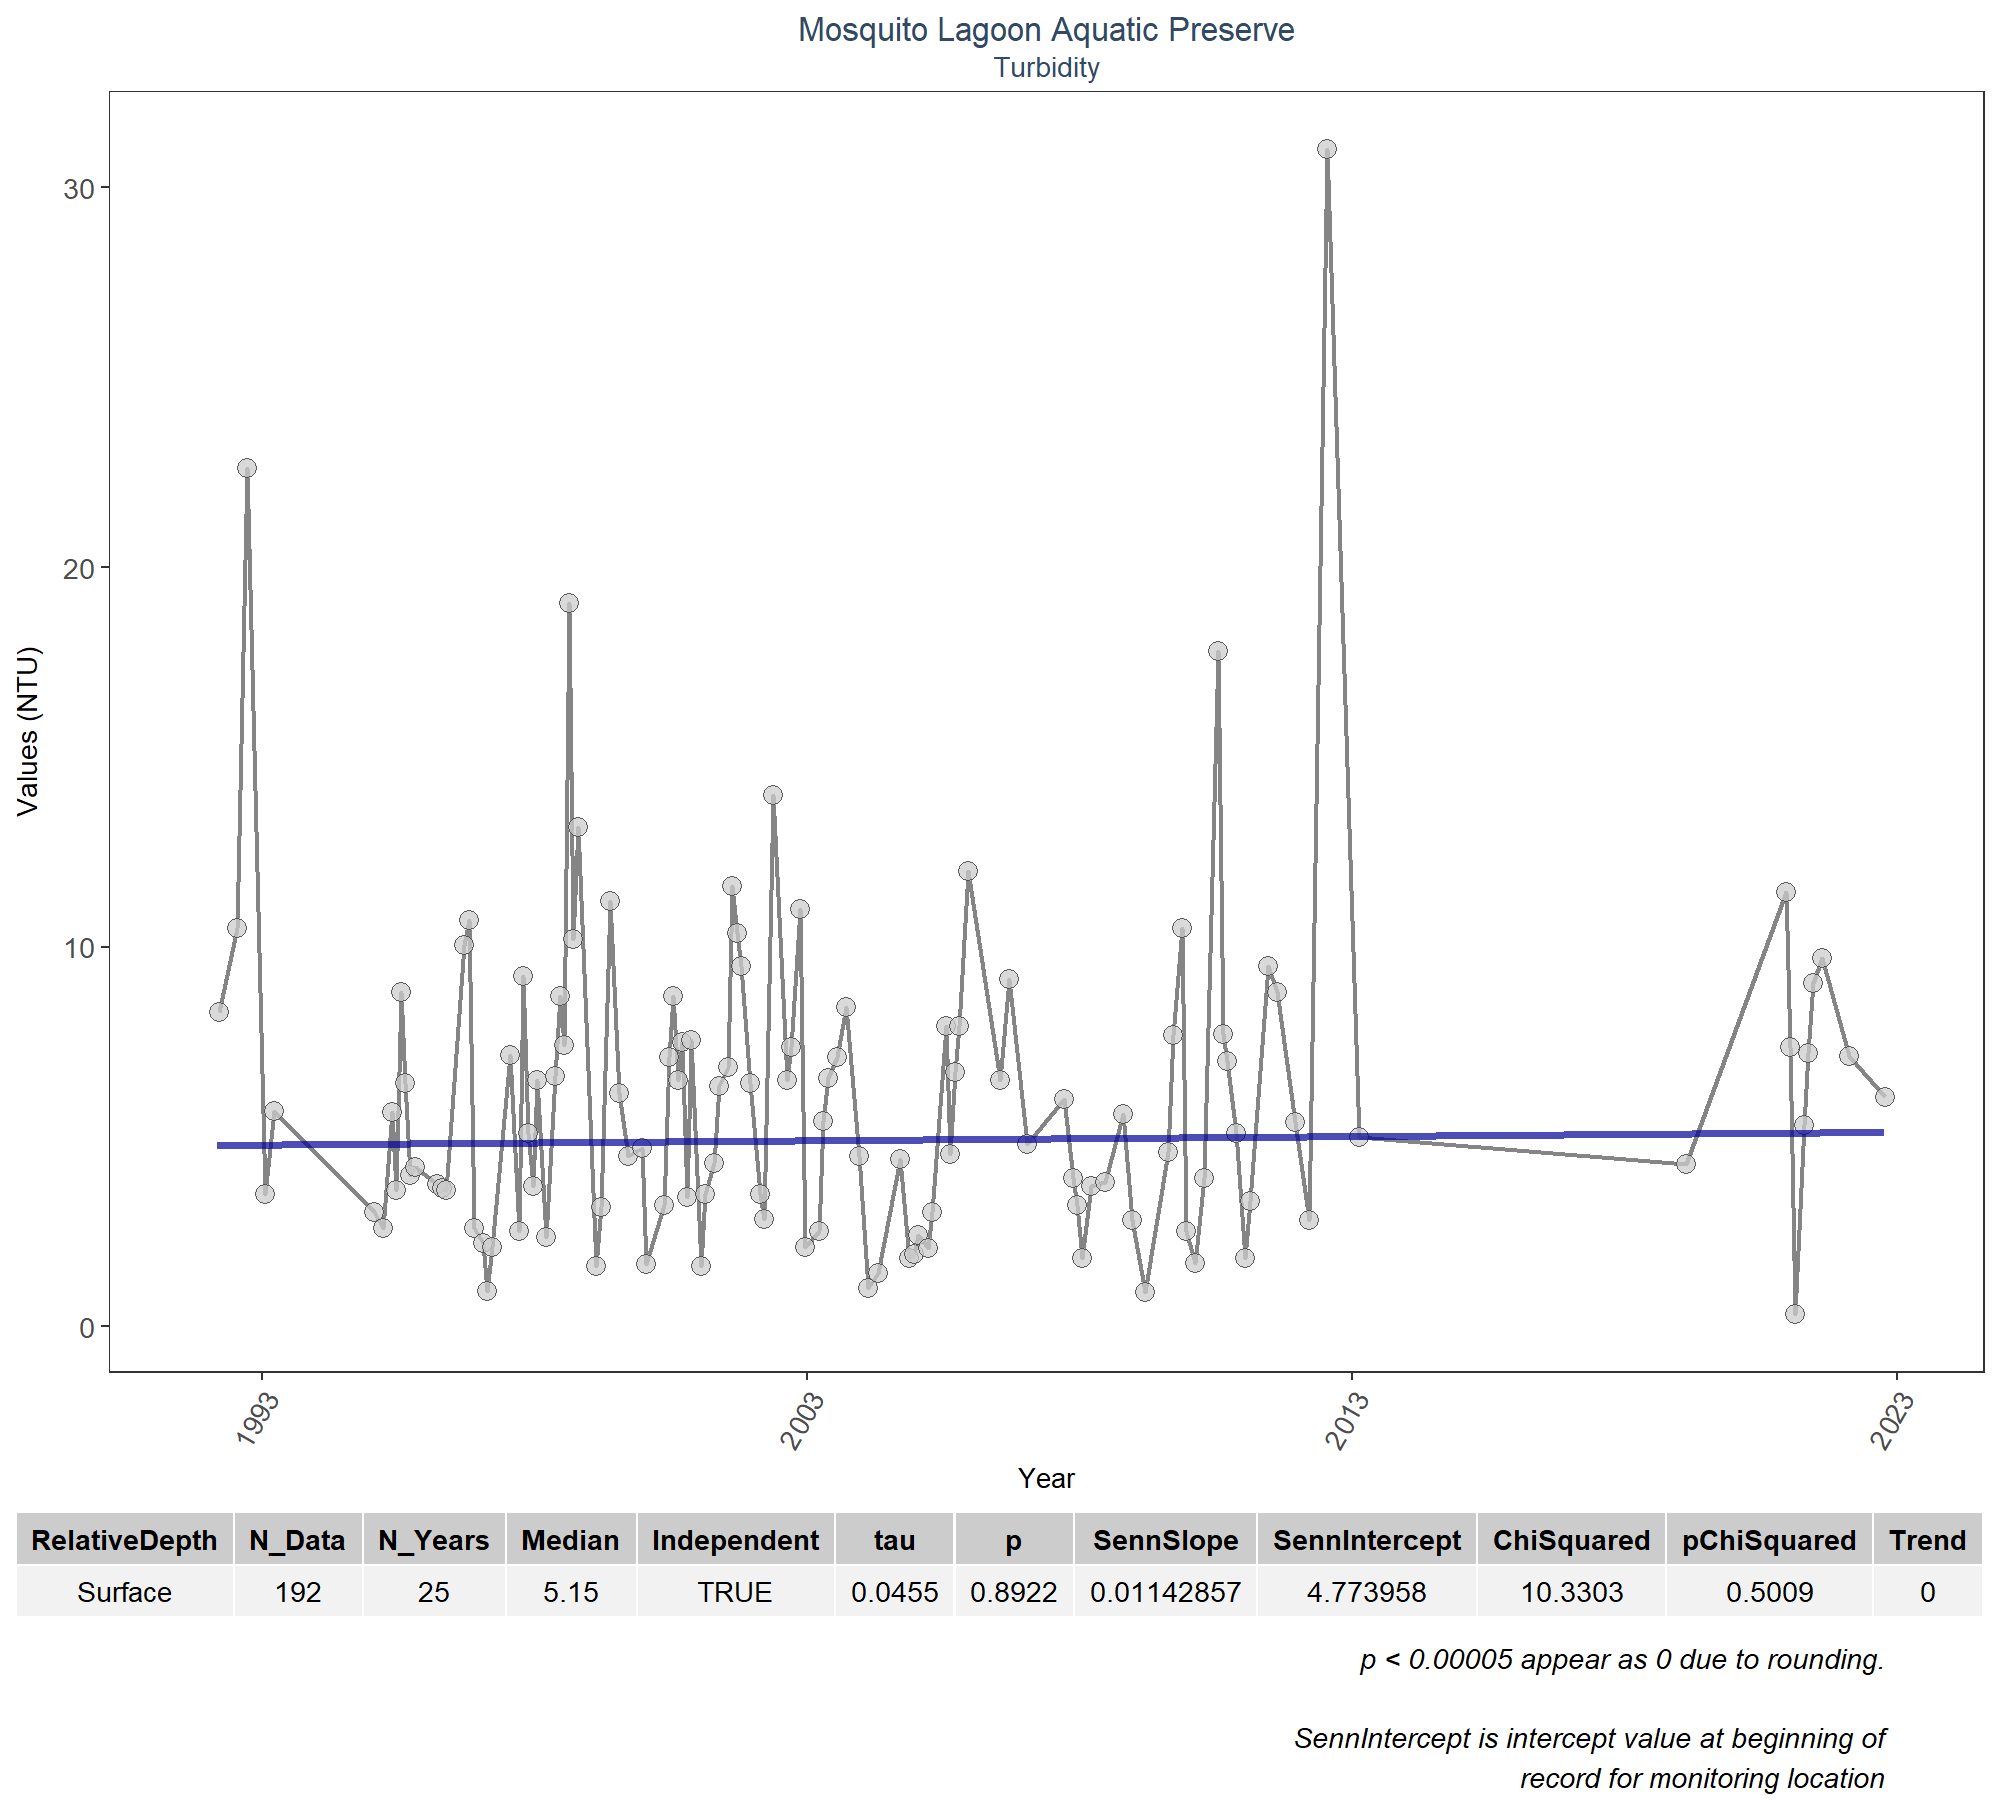 Mosquito Lagoon Aquatic Preserve
Turbidity
30
20
10
0
Values (NTU)
1993
2003
2013
2023
Year
RelativeDepth N_Data N_Years Median Independent tau p SennSlope SennIntercept ChiSquared pChiSquared Trend
Surface 192 25 5.15 TRUE 0.0455 0.8922 0.01142857 4.773958 10.3303 0.5009 0
p < 0.00005 appear as 0 due to rounding.
SennIntercept is intercept value at beginning of
record for monitoring location